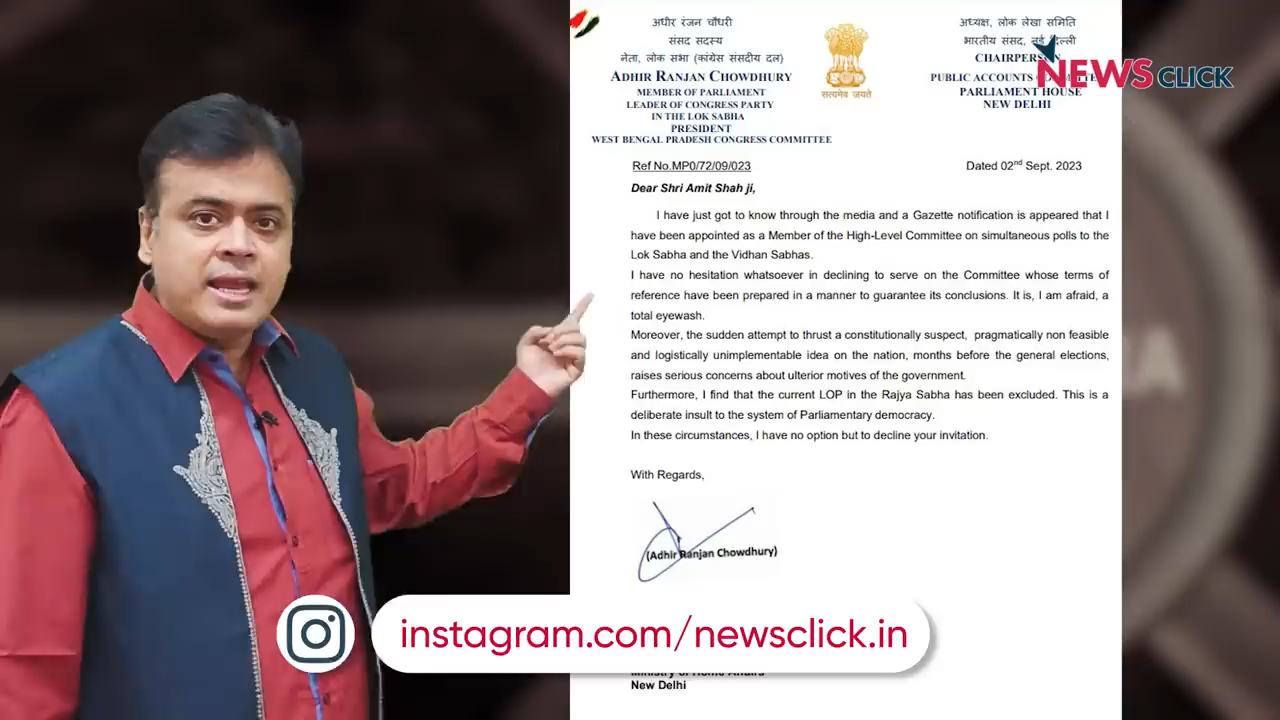 अधीर रंजन चौधरी
संसद सदस्य
नेता, लोक सभा (कांग्रेस संसदीय दल)
ADHIR RANJAN CHOWDHURY
MEMBER OF PARLIAMENT
LEADER OF CONGRESS PARTY
IN THE LOK SABHA
PRESIDENT
WEST BENGAL PRADESH CONGRESS COMMITTEE
सत्यमेव जयते
अध्यक्ष, लोक लेखा समिति
भारतीय संसद, नई दिल्ली
CHAIRPERSON
PUBLIC ACCOUNTS
PARLIAMENT HOUSE
NEW DELHI
NEWSCLICK
Ref No.MP0/72/09/023
Dated 02nd Sept. 2023
Dear Shri Amit Shah ji,
I have just got to know through the media and a Gazette notification is appeared that I
have been appointed as a Member of the High-Level Committee on simultaneous polls to the
Lok Sabha and the Vidhan Sabhas.
I have no hesitation whatsoever in declining to serve on the Committee whose terms of
reference have been prepared in a manner to guarantee its conclusions. It is, I am afraid, a
total eyewash.
Moreover, the sudden attempt to thrust a constitutionally suspect, pragmatically non feasible
and logistically unimplementable idea on the nation, months before the general elections,
raises serious concerns about ulterior motives of the government.
Furthermore, I find that the current LOP in the Rajya Sabha has been excluded. This is a
deliberate insult to the system of Parliamentary democracy.
In these circumstances, I have no option but to decline your invitation.
With Regards,
(Adhir Ranjan Chowdhury)
instagram.com/newsclick.in
Ministry of Home Affairs
New Delhi